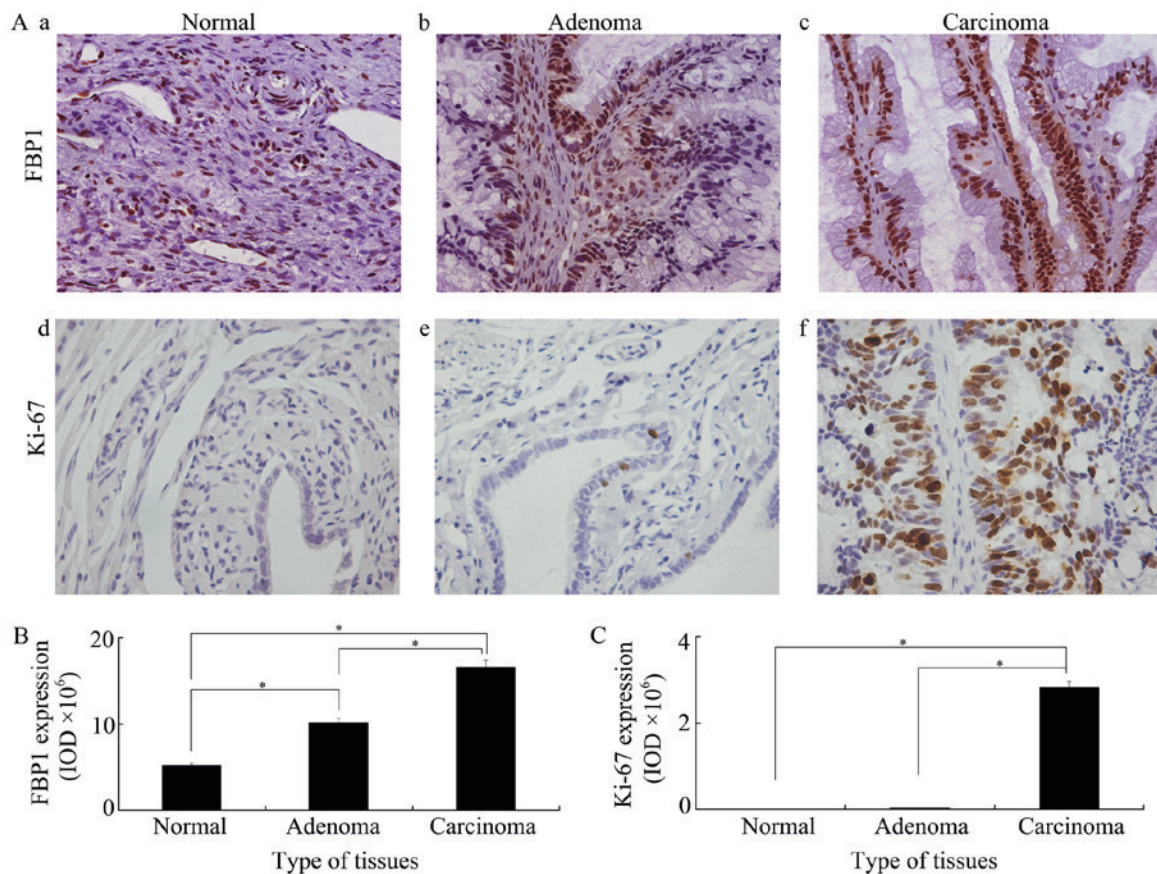 A a Normal b Adenoma c Carcinoma
FBP1
d e f
Ki-67
B
FBP1 expression
(IOD ×10⁶)
20
10
0
* * *
Normal Adenoma Carcinoma
Type of tissues
C
Ki-67 expression
(IOD ×10⁶)
4
2
0
* *
Normal Adenoma Carcinoma
Type of tissues